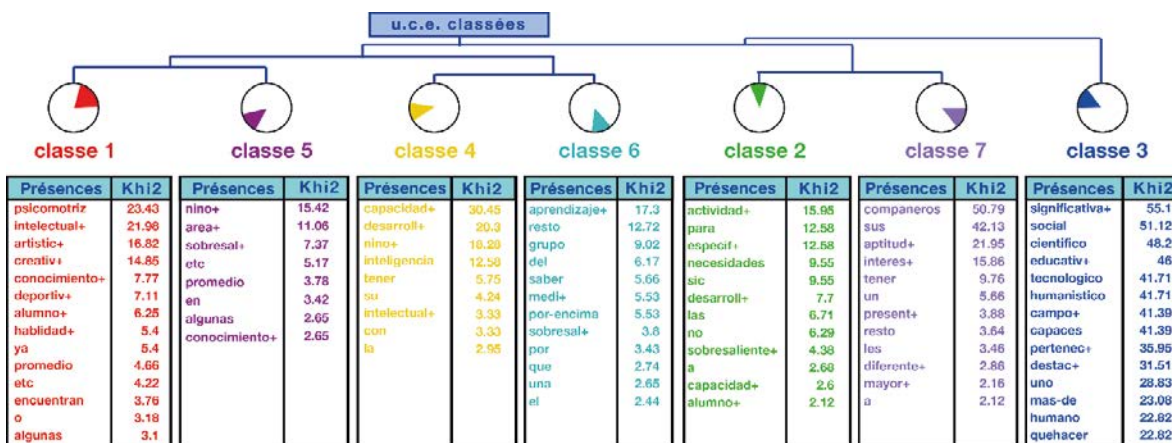 u.c.e. classées
classe 1
classe 5
classe 4
classe 6
classe 2
classe 7
classe 3
Présences Khi2
psicomotriz 23.43
intelectual+ 21.98
artistic+ 16.82
creativ+ 14.85
conocimiento+ 7.77
deportiv+ 7.11
alumno+ 6.25
hablidad+ 5.4
ya 5.4
promedio 4.66
etc 4.22
encuentran 3.76
o 3.18
algunas 3.1
Présences Khi2
nino+ 15.42
area+ 11.06
sobresal+ 7.37
etc 5.17
promedio 3.78
en 3.42
algunas 2.65
conocimiento+ 2.65
Présences Khi2
capacidad+ 30.45
desarroll+ 20.3
nino+ 18.28
inteligencia 12.58
tener 5.75
su 4.24
intelectual+ 3.33
con 3.33
la 2.95
Présences Khi2
aprendizaje+ 17.3
resto 12.72
grupo 9.02
del 6.17
saber 5.66
medi+ 5.53
por-encima 5.53
sobresal+ 3.8
por 3.43
que 2.74
una 2.65
el 2.44
Présences Khi2
actividad+ 15.95
para 12.58
especif+ 12.58
necesidades 9.55
sic 9.55
desarroll+ 7.7
las 6.71
no 6.29
sobresaliente+ 4.38
a 2.68
capacidad+ 2.6
alumno+ 2.12
Présences Khi2
companeros 50.79
sus 42.13
aptitud+ 21.95
interes+ 15.86
tener 9.76
un 5.66
present+ 3.88
resto 3.64
les 3.46
diferente+ 2.86
mayor+ 2.16
a 2.12
Présences Khi2
significativa+ 55.1
social 51.12
cientifico 48.2
educativ+ 46
tecnologico 41.71
humanistico 41.71
campo+ 41.39
capaces 41.39
pertenec+ 35.95
destac+ 31.51
uno 28.83
mas-de 23.08
humano 22.82
quehacer 22.82